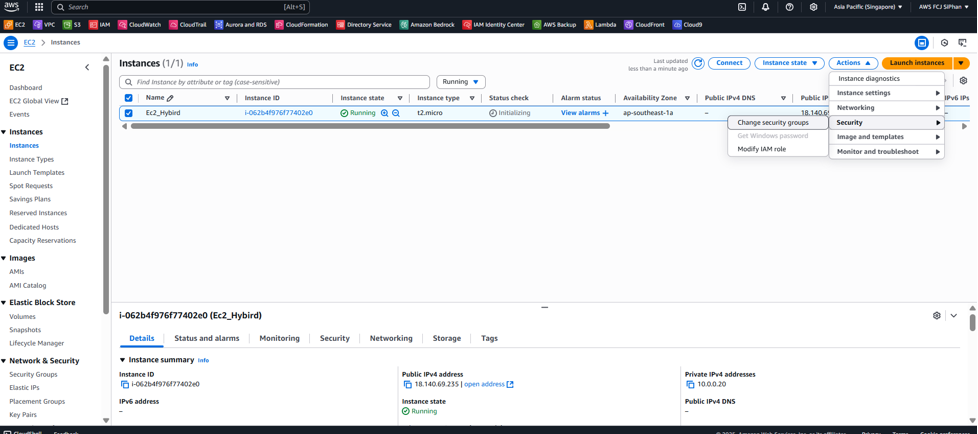 aws
Search [Alt+S] Asia Pacific (Singapore) ▼ AWS FCJ SiPhan ▼
EC2 VPC S3 IAM CloudWatch CloudTrail Aurora and RDS CloudFormation Directory Service Amazon Bedrock IAM Identity Center AWS Backup Lambda CloudFront Cloud9
EC2 > Instances
EC2
Dashboard
EC2 Global View
Events
Instances
Instances
Instance Types
Launch Templates
Spot Requests
Savings Plans
Reserved Instances
Dedicated Hosts
Capacity Reservations
Images
AMIs
AMI Catalog
Elastic Block Store
Volumes
Snapshots
Lifecycle Manager
Network & Security
Security Groups
Elastic IPs
Placement Groups
Key Pairs
Instances (1/1) Info
Last updated
less than a minute ago
Connect Instance state ▼ Actions ▲ Launch instances ▼
Find Instance by attribute or tag (case-sensitive) Running ▼
Name Instance ID Instance state Instance type Status check Alarm status Availability Zone Public IPv4 DNS Public IP IPv6 IPs
Ec2_Hybird i-062b4f976f77402e0 Running t2.micro Initializing View alarms + ap-southeast-1a – 18.140.69 –
Instance diagnostics
Instance settings
Networking
Security
Image and templates
Monitor and troubleshoot
Change security groups
Get Windows password
Modify IAM role
i-062b4f976f77402e0 (Ec2_Hybird)
Details Status and alarms Monitoring Security Networking Storage Tags
Instance summary Info
Instance ID
i-062b4f976f77402e0
IPv6 address
–
Public IPv4 address
18.140.69.235 | open address
Instance state
Running
Private IPv4 addresses
10.0.0.20
Public IPv4 DNS
–
CloudShell Feedback